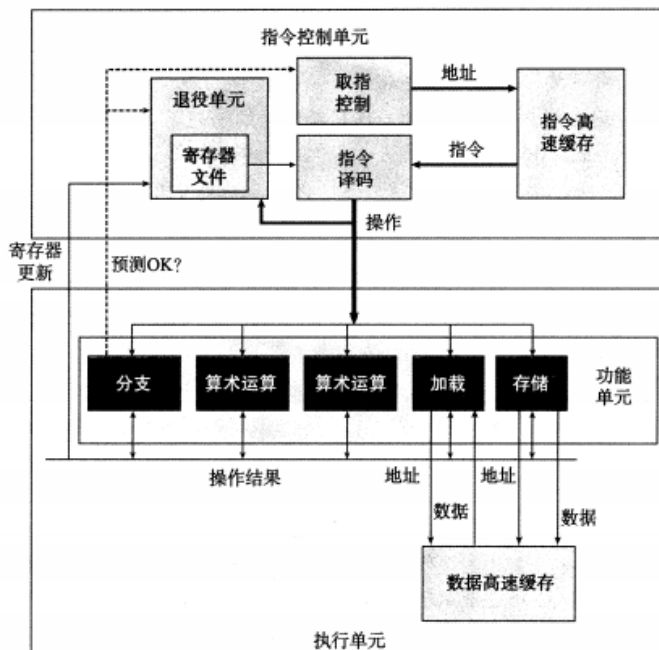 指令控制单元
取指
控制
地址
指令高
速缓存
退役单元
寄存器
文件
指令
译码
指令
操作
寄存器
更新
预测OK？
分支
算术运算
算术运算
加载
存储
功能
单元
操作结果
地址
地址
数据
数据
数据高速缓存
执行单元